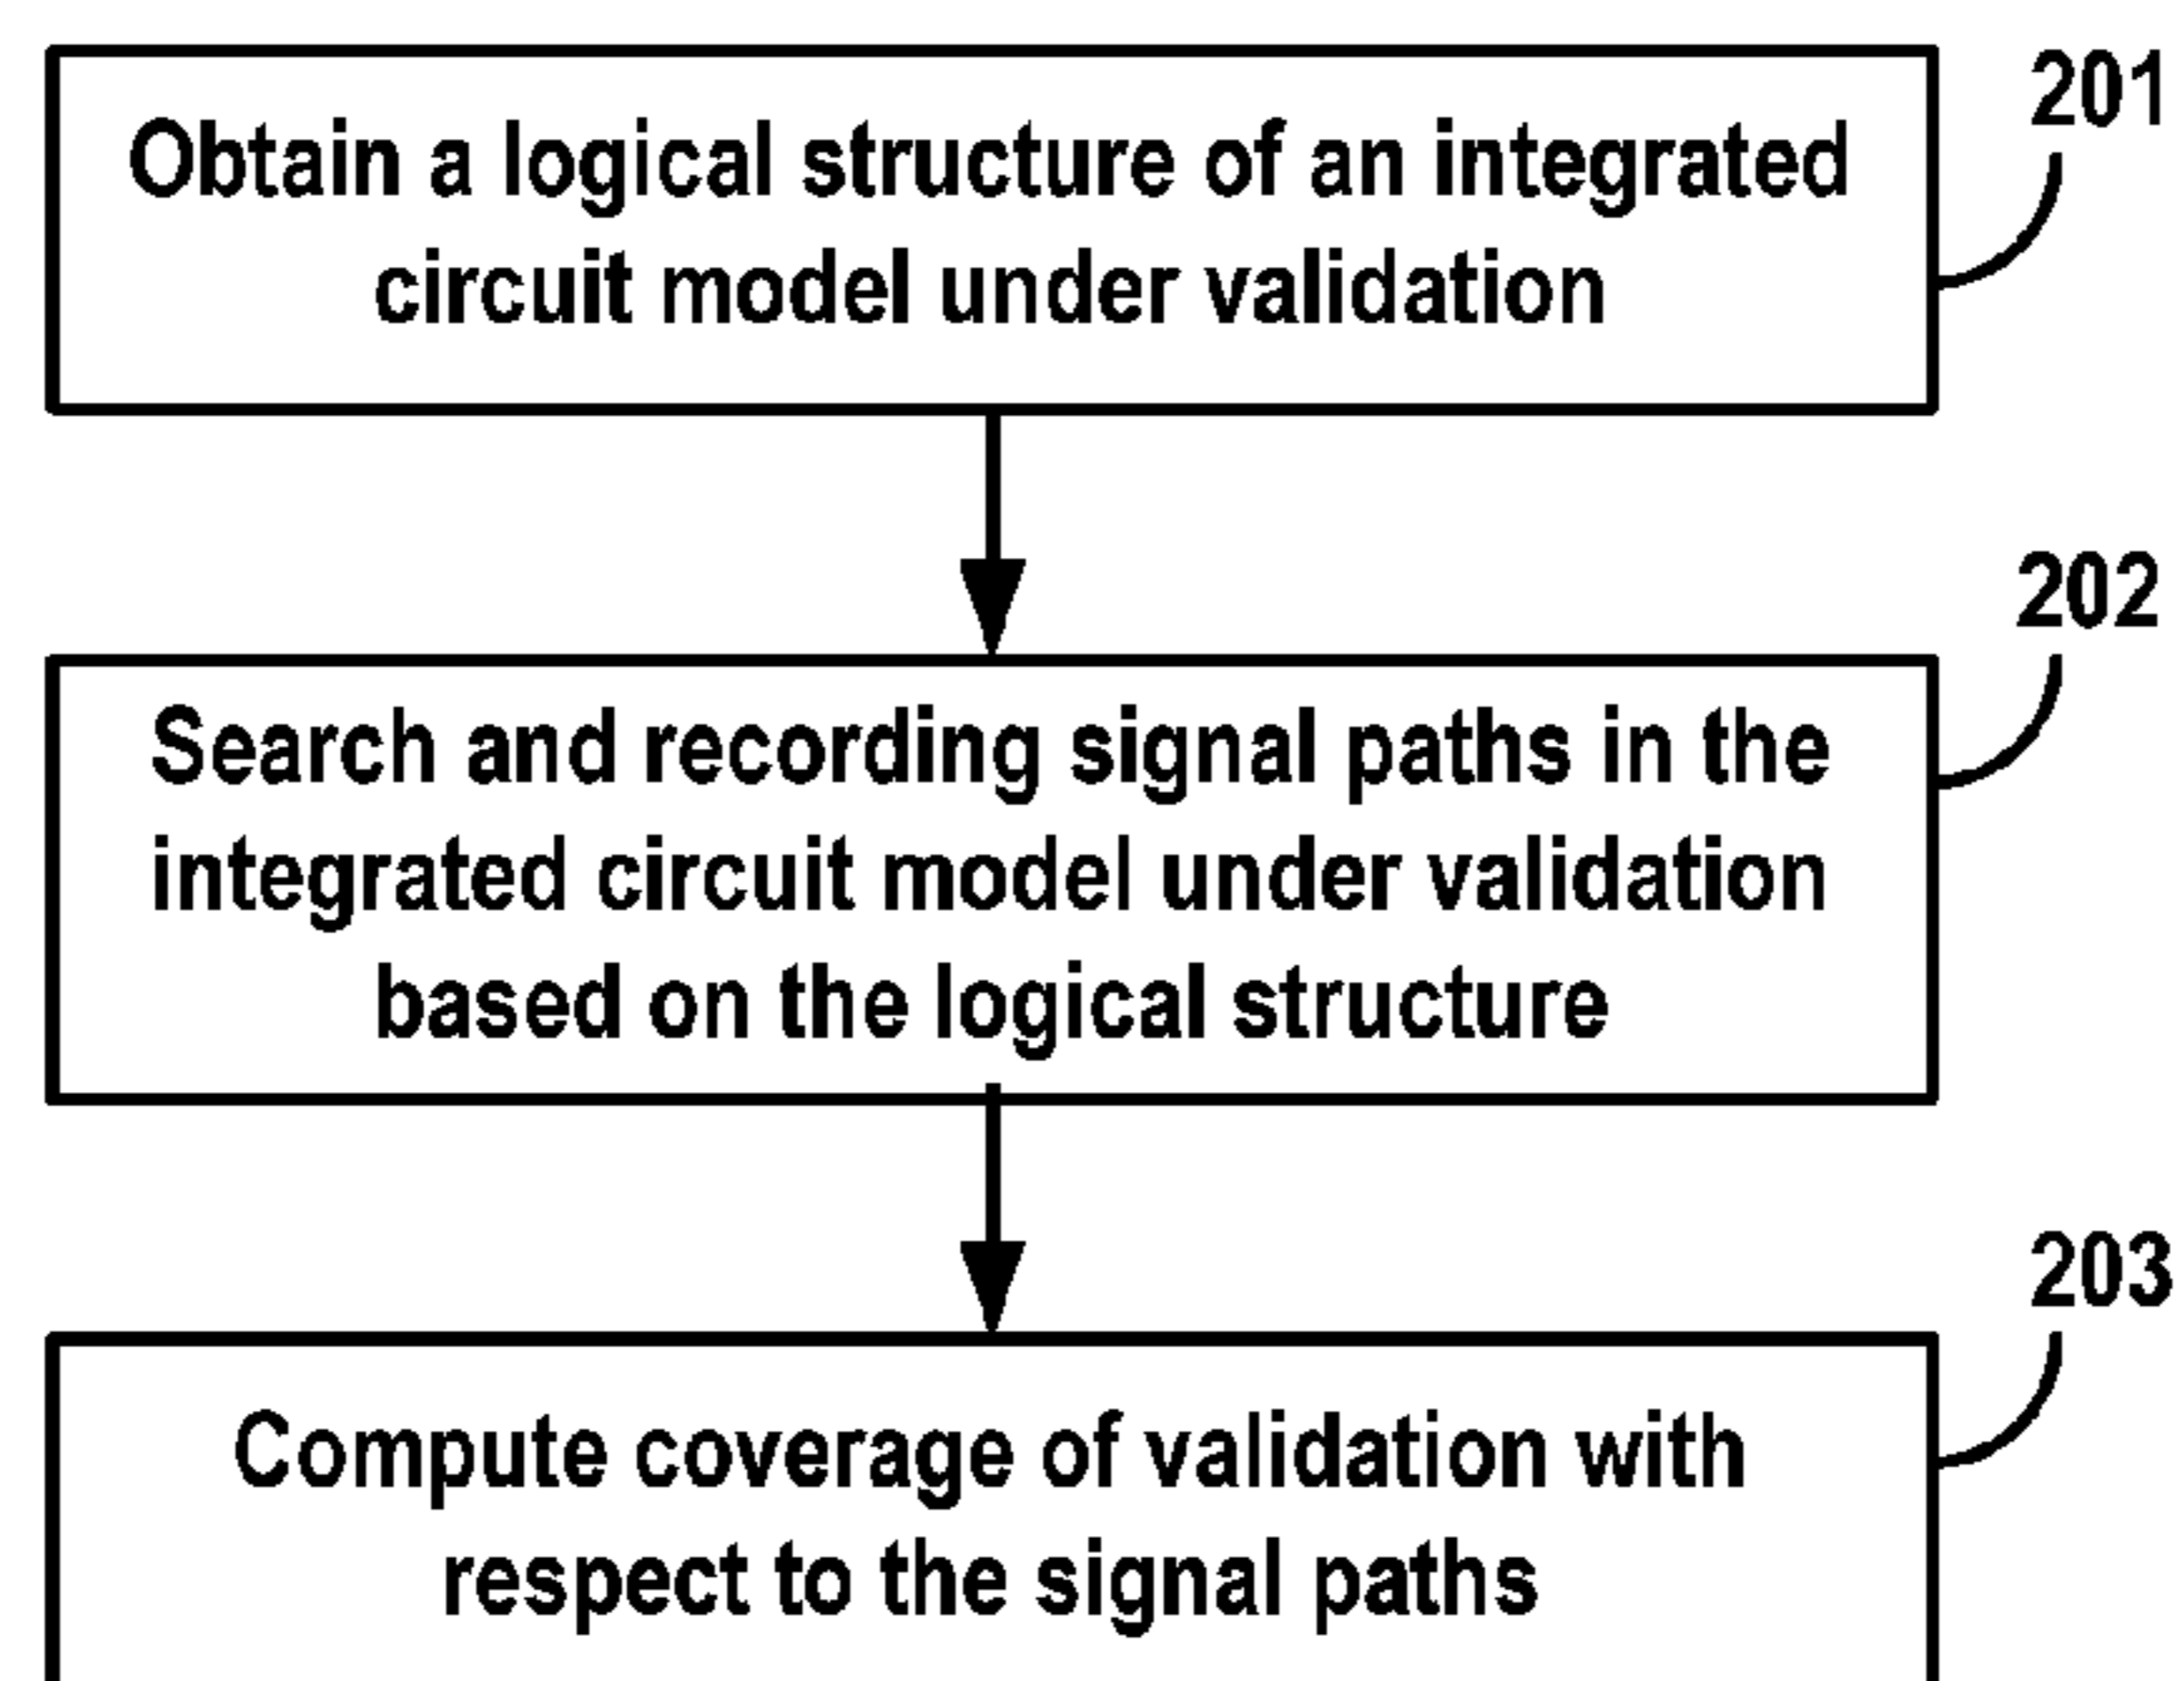 201
Obtain a logical structure of an integrated
circuit model under validation
202
Search and recording signal paths in the
integrated circuit model under validation
based on the logical structure
203
Compute coverage of validation with
respect to the signal paths